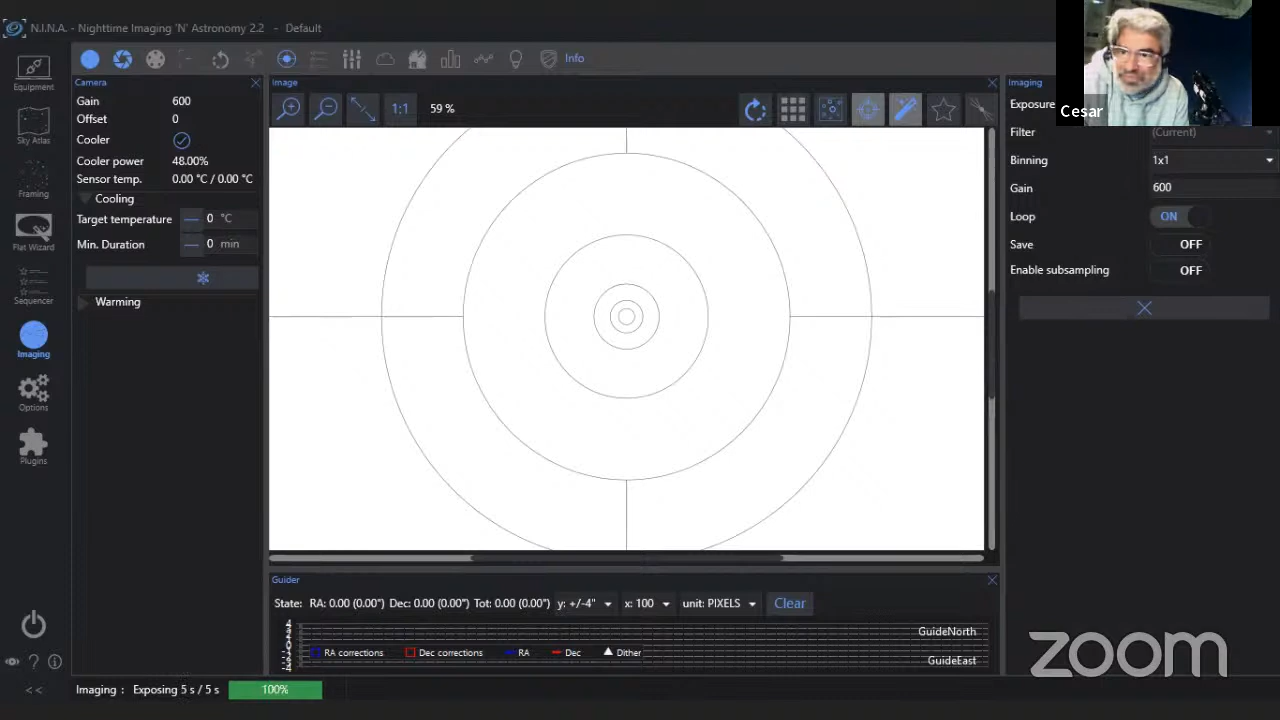 N.I.N.A. - Nighttime Imaging 'N' Astronomy 2.2 - Default
Equipment
Sky Atlas
Framing
Flat Wizard
Sequencer
Imaging
Options
Plugins
?
<<
Info
Camera
Gain 600
Offset 0
Cooler
Cooler power 48.00%
Sensor temp. 0.00 °C / 0.00 °C
Cooling
Target temperature 0 °C
Min. Duration 0 min
Warming
Image
1:1 59 %
Imaging
Exposure
Filter (Current)
Binning 1x1
Gain 600
Loop ON
Save OFF
Enable subsampling OFF
Cesar
Guider
State: RA: 0.00 (0.00") Dec: 0.00 (0.00") Tot: 0.00 (0.00") y: +/-4" x: 100 unit: PIXELS Clear
GuideNorth
RA corrections Dec corrections RA Dec Dither
GuideEast
Imaging : Exposing 5 s / 5 s 100%
zoom